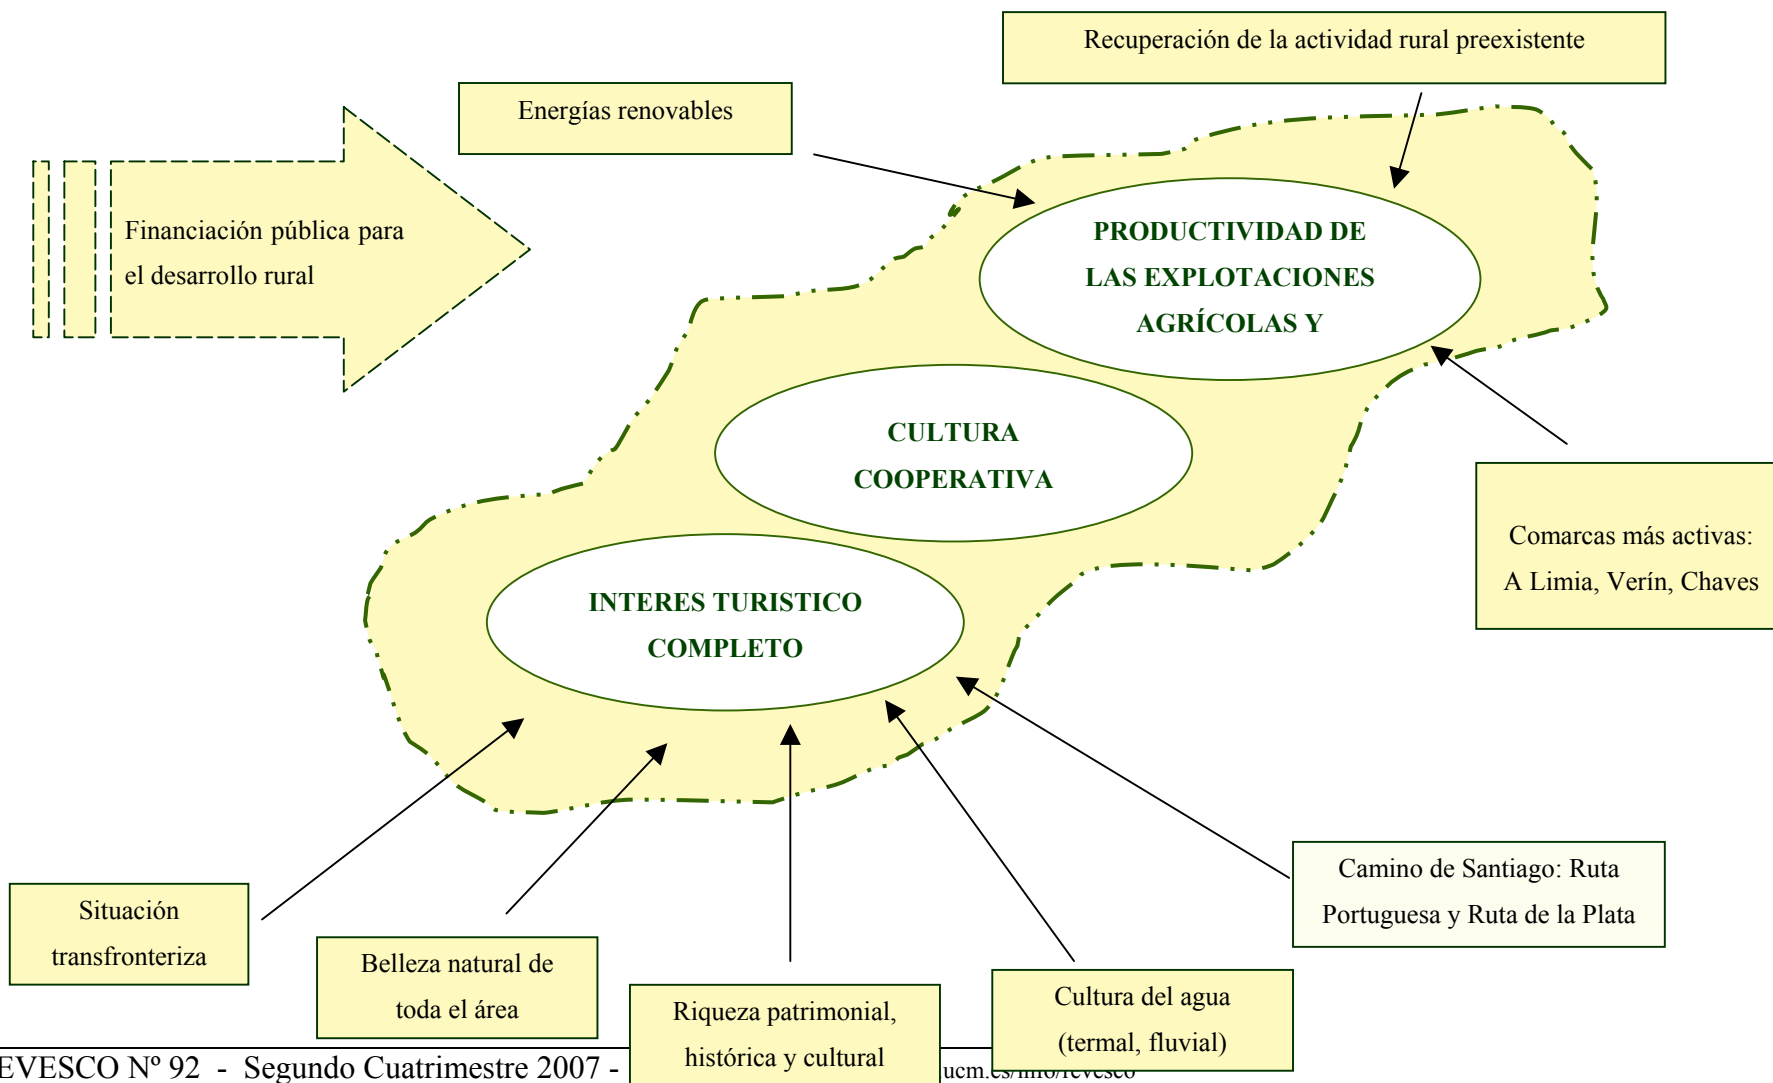 Recuperación de la actividad rural preexistente
Energías renovables
Financiación pública para
el desarrollo rural
PRODUCTIVIDAD DE
LAS EXPLOTACIONES
AGRÍCOLAS Y
CULTURA
COOPERATIVA
Comarcas más activas:
A Limia, Verín, Chaves
INTERES TURISTICO
COMPLETO
Camino de Santiago: Ruta
Portuguesa y Ruta de la Plata
Situación
transfronteriza
Belleza natural de
toda el área
Riqueza patrimonial,
histórica y cultural
Cultura del agua
(termal, fluvial)
EVESCO Nº 92 - Segundo Cuatrimestre 2007 -